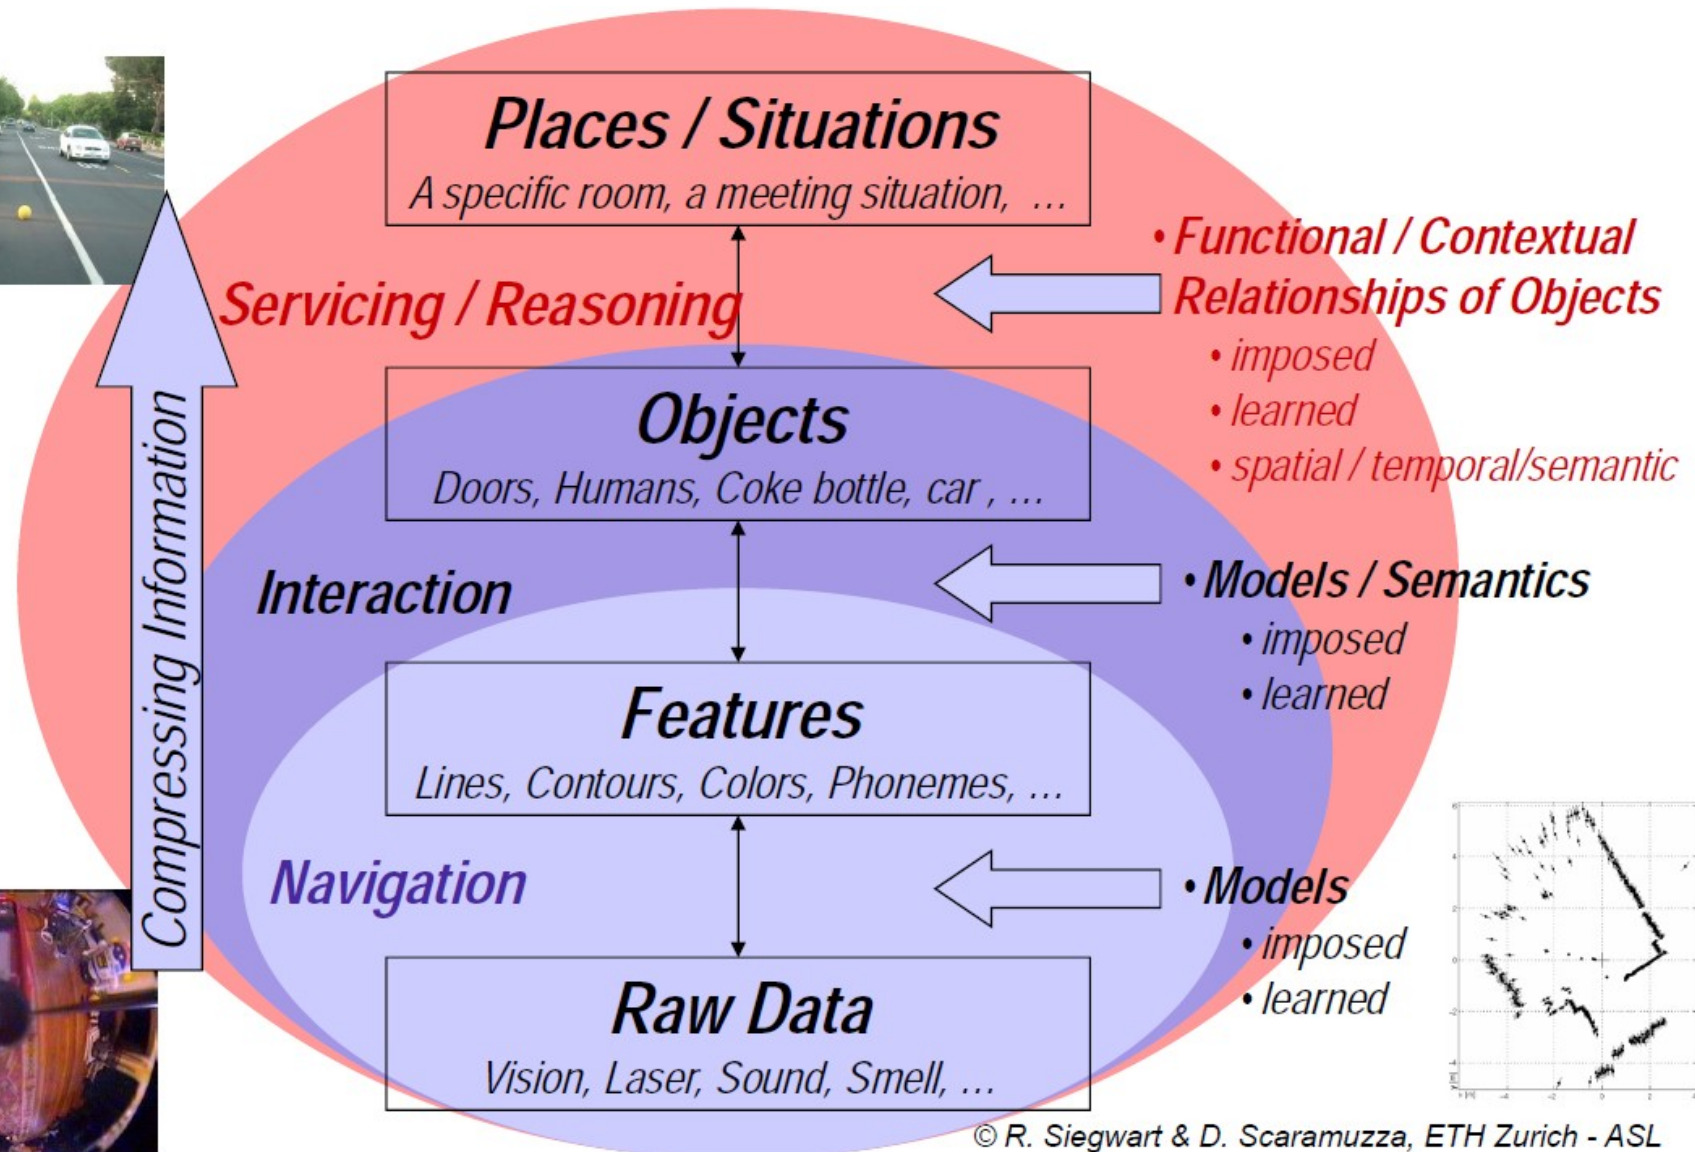 Places / Situations
A specific room, a meeting situation, ...
Servicing / Reasoning
• Functional / Contextual
Relationships of Objects
• imposed
• learned
• spatial / temporal/semantic
Objects
Doors, Humans, Coke bottle, car , ...
Interaction
• Models / Semantics
• imposed
• learned
Features
Lines, Contours, Colors, Phonemes, ...
Navigation
• Models
• imposed
• learned
Raw Data
Vision, Laser, Sound, Smell, ...
Compressing Information
© R. Siegwart & D. Scaramuzza, ETH Zurich - ASL